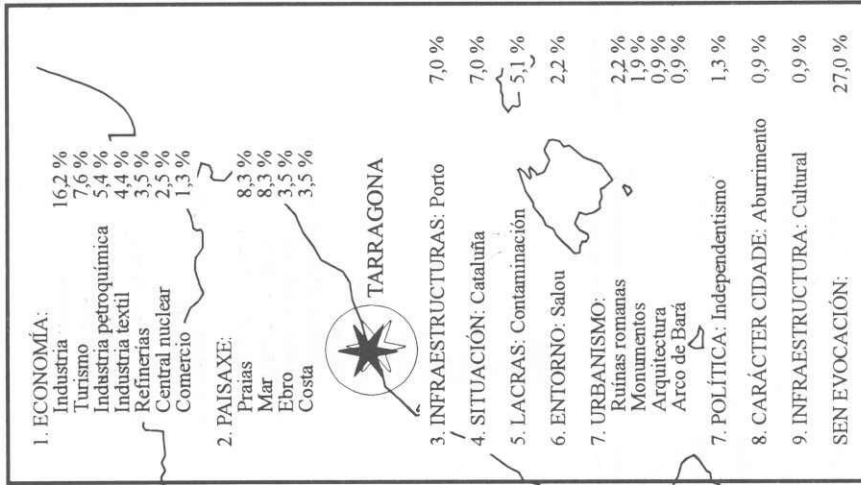 1. ECONOMÍA:
Industria 16,2 %
Turismo 7,6 %
Industria petroquímica 5,4 %
Industria textil 4,4 %
Refinerías 3,5 %
Central nuclear 2,5 %
Comercio 1,3 %
2. PAISAXE:
Praias 8,3 %
Mar 8,3 %
Ebro 3,5 %
Costa 3,5 %
TARRAGONA
3. INFRAESTRUCTURAS: Porto 7,0 %
4. SITUACIÓN: Cataluña 7,0 %
5. LACRAS: Contaminación 5,1 %
6. ENTORNO: Salou 2,2 %
7. URBANISMO:
Ruínas romanas 2,2 %
Monumentos 1,9 %
Arquitectura 0,9 %
Arco de Bará 0,9 %
7. POLÍTICA: Independentismo 1,3 %
8. CARÁCTER CIDADE: Aburrimento 0,9 %
9. INFRAESTRUCTURA: Cultural 0,9 %
SEN EVOCACIÓN: 27,0 %